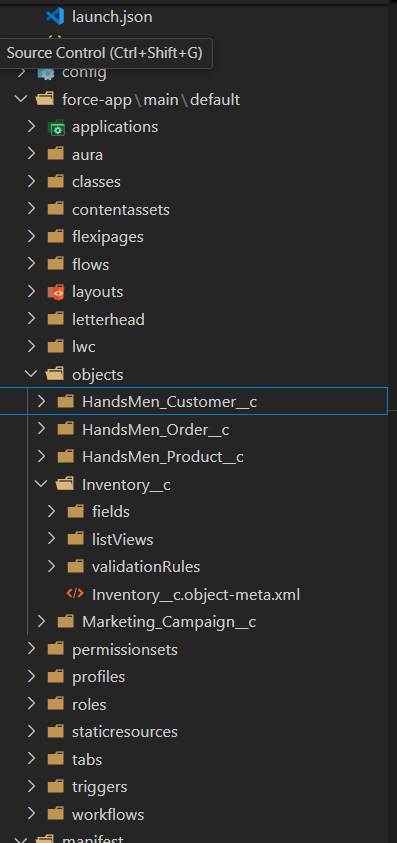 launch.json
Source Control (Ctrl+Shift+G)
config
force-app\main\default
applications
aura
classes
contentassets
flexipages
flows
layouts
letterhead
lwc
objects
HandsMen_Customer__c
HandsMen_Order__c
HandsMen_Product__c
Inventory__c
fields
listViews
validationRules
Inventory__c.object-meta.xml
Marketing_Campaign__c
permissionsets
profiles
roles
staticresources
tabs
triggers
workflows
manifest